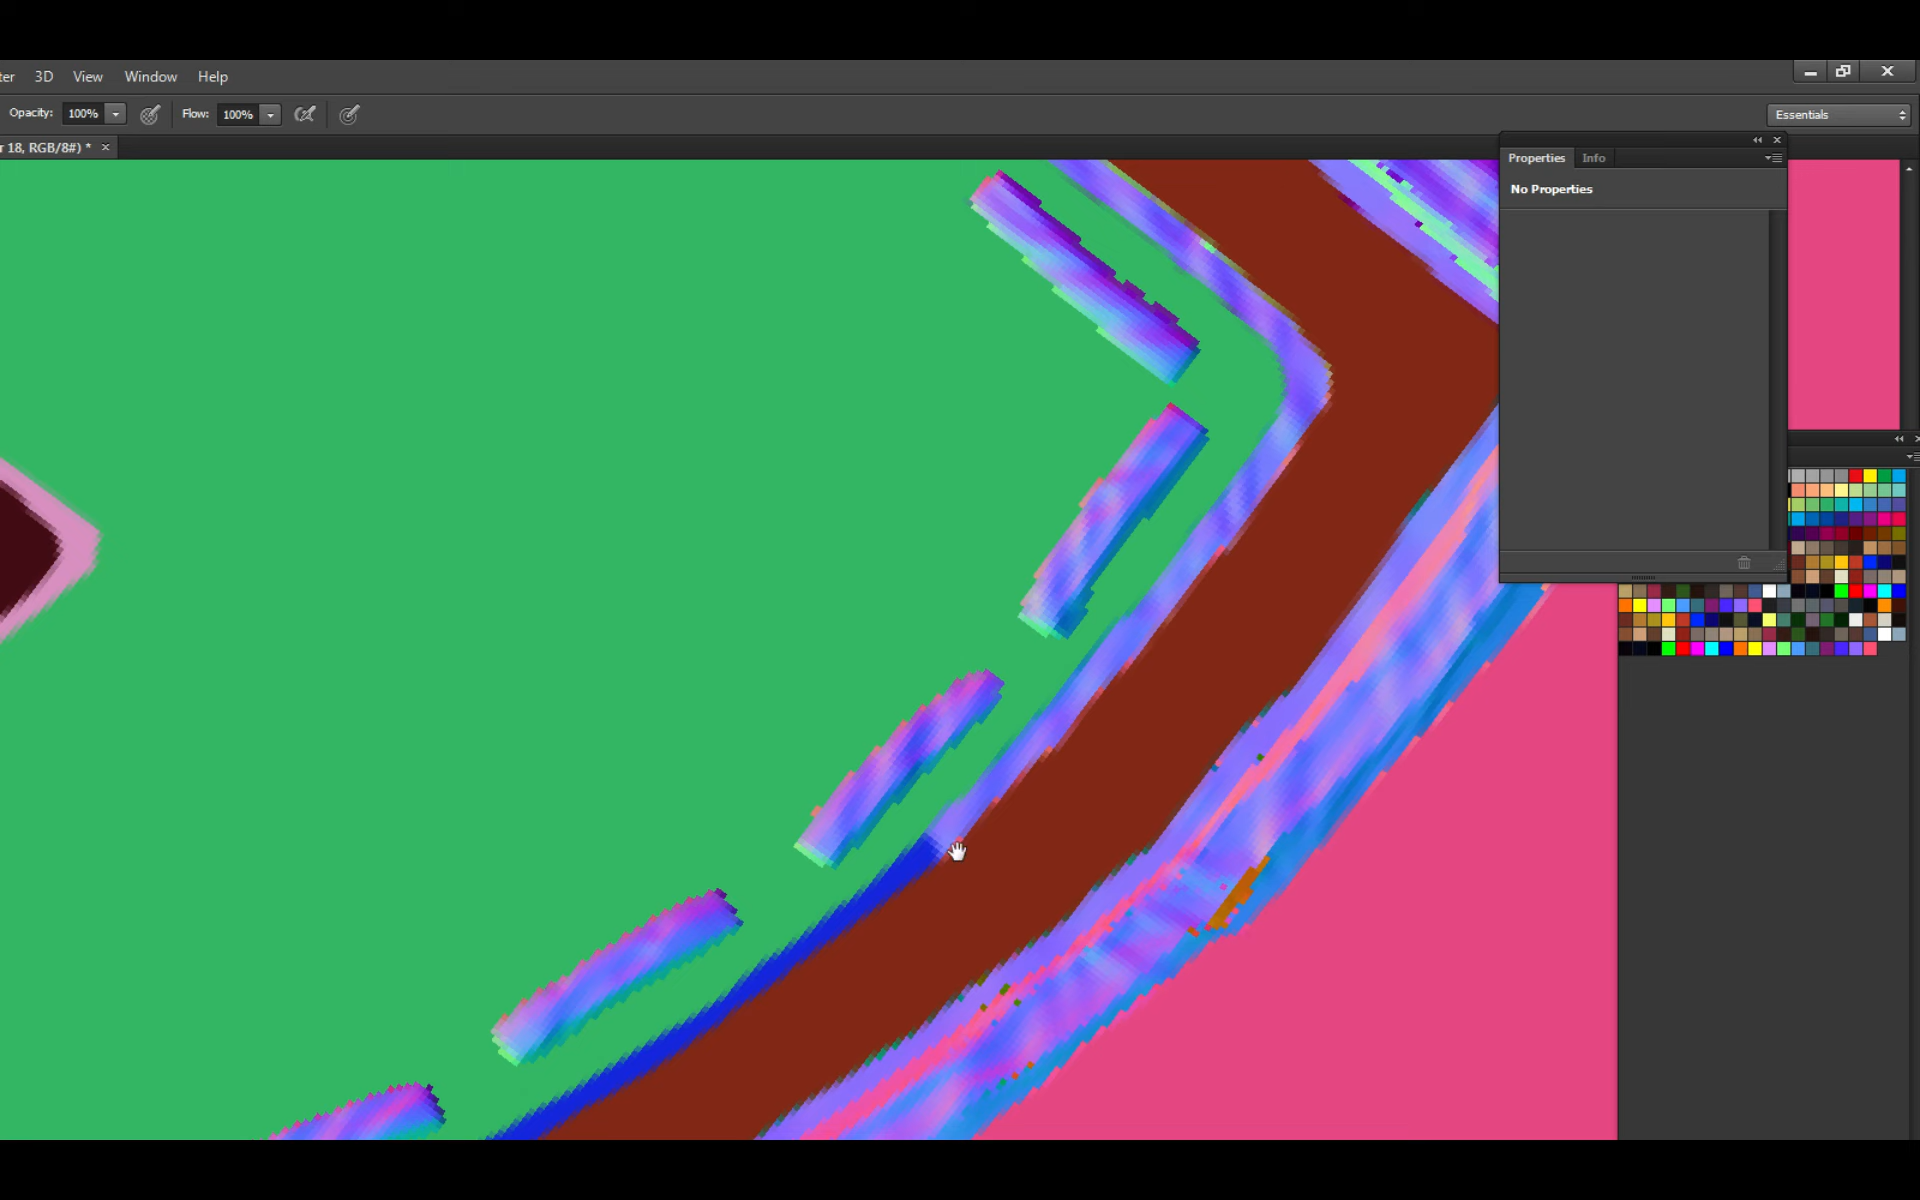 ter 3D View Window Help
Opacity: 100% Flow: 100% Essentials
r 18, RGB/8#) * ×
Properties Info
No Properties